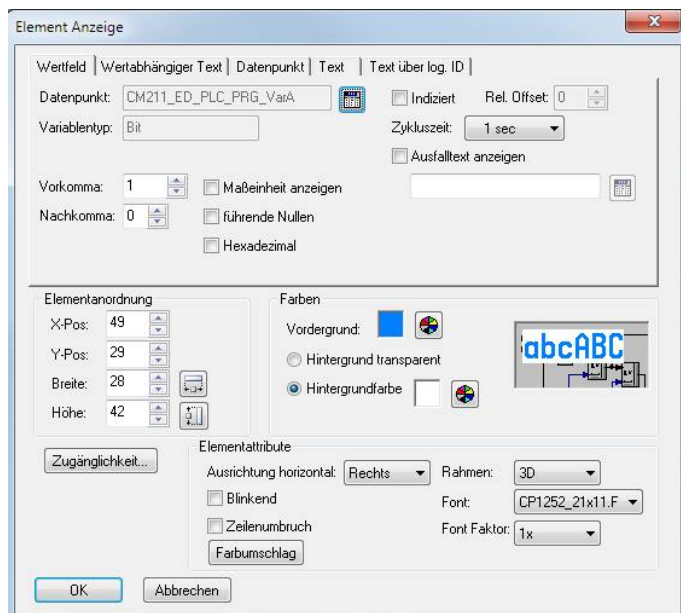 Element Anzeige
Wertfeld Wertabhängiger Text Datenpunkt Text Text über log. ID
Datenpunkt: CM211_ED_PLC_PRG_VarA Indiziert Rel. Offset: 0
Variablentyp: Bit Zykluszeit: 1 sec
Ausfalltext anzeigen
Vorkomma: 1 Maßeinheit anzeigen
Nachkomma: 0 führende Nullen
Hexadezimal
Elementanordnung Farben
X-Pos: 49 Vordergrund:
Y-Pos: 29 Hintergrund transparent abcABC
Breite: 28 Hintergrundfarbe
Höhe: 42
Zugänglichkeit... Elementattribute
Ausrichtung horizontal: Rechts Rahmen: 3D
Blinkend Font: CP1252_21x11.F
Zeilenumbruch Font Faktor: 1x
Farbumschlag
OK Abbrechen